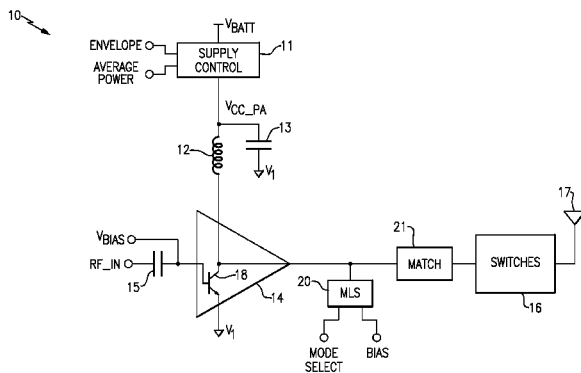 10
V_BATT
ENVELOPE
AVERAGE
POWER
SUPPLY
CONTROL
11
V_CC_PA
12
13
V_1
V_BIAS
RF_IN
15
18
14
V_1
20
MLS
MODE
SELECT
BIAS
21
MATCH
SWITCHES
16
17